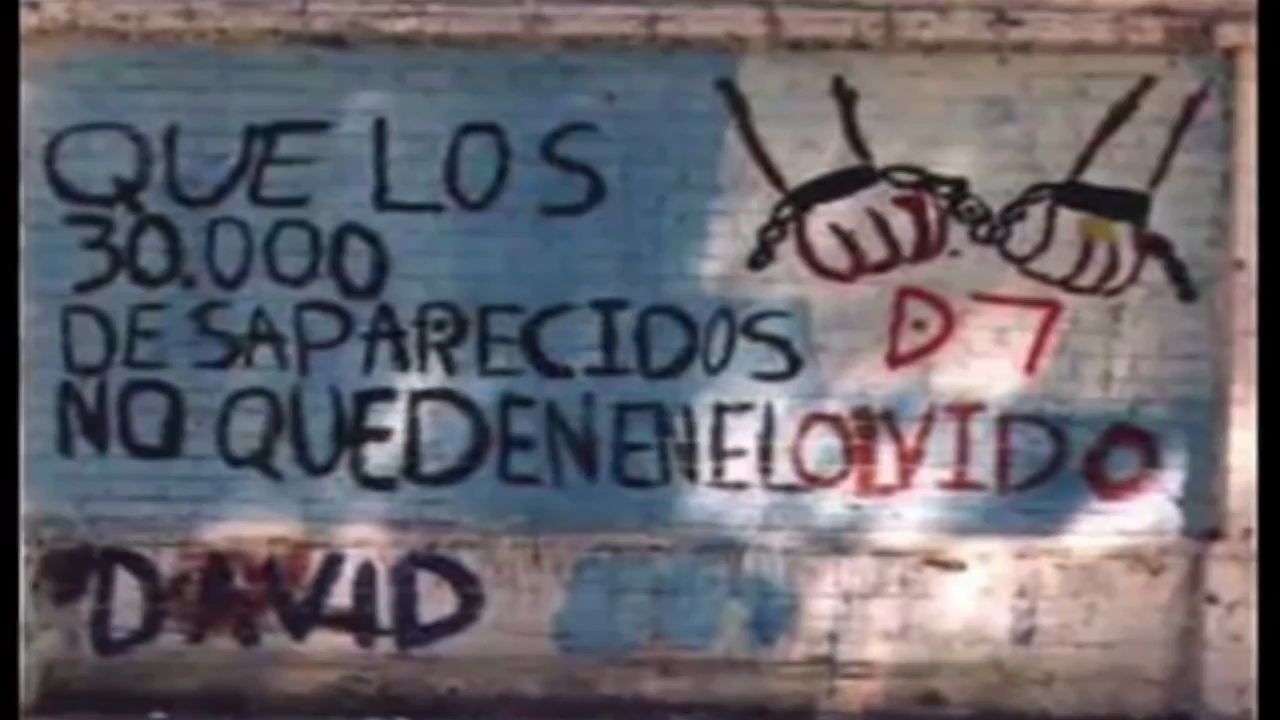 QUE LOS
30.000
DESAPARECIDOS
D7
NO QUEDEN EN EL OLVIDO
DAVID